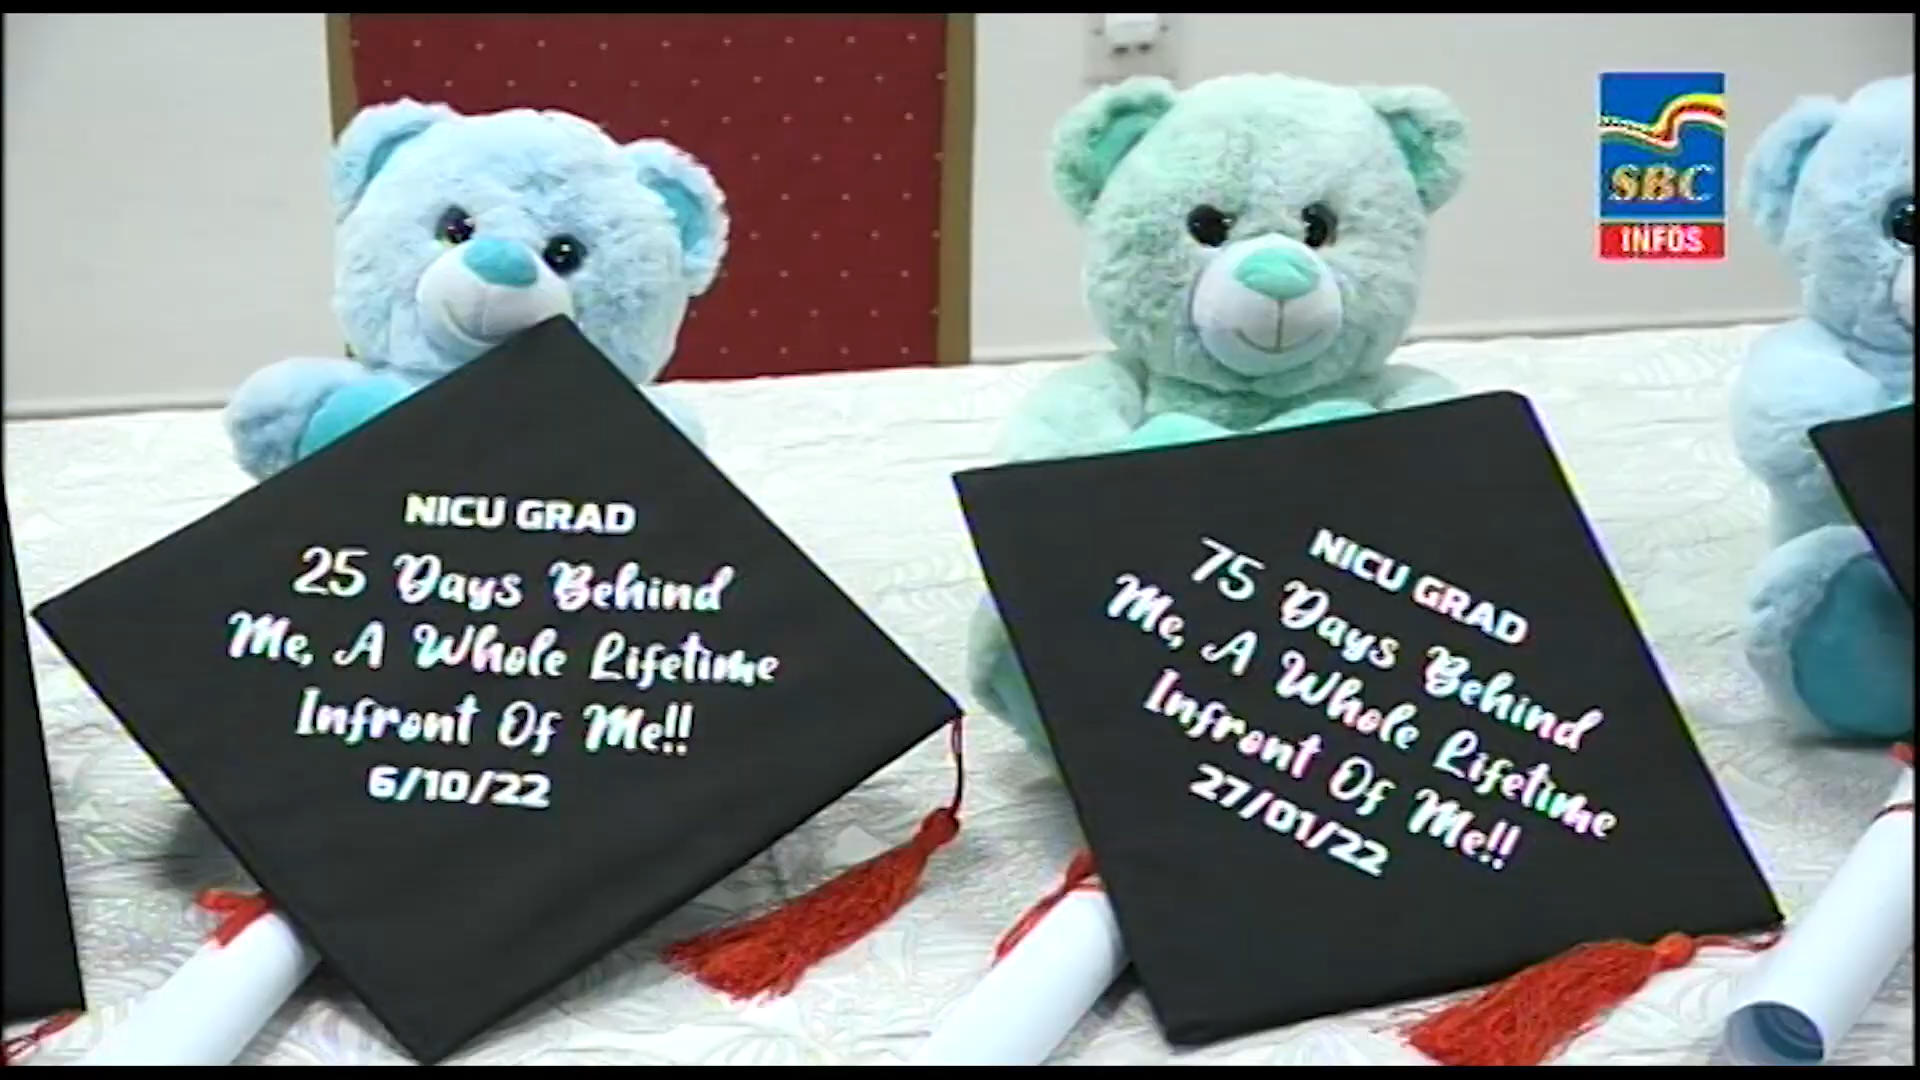 SBC
INFOS
NICU GRAD
25 Days Behind
Me, A Whole Lifetime
Infront Of Me!!
6/10/22
NICU GRAD
75 Days Behind
Me, A Whole Lifetime
Infront Of Me!!
27/01/22